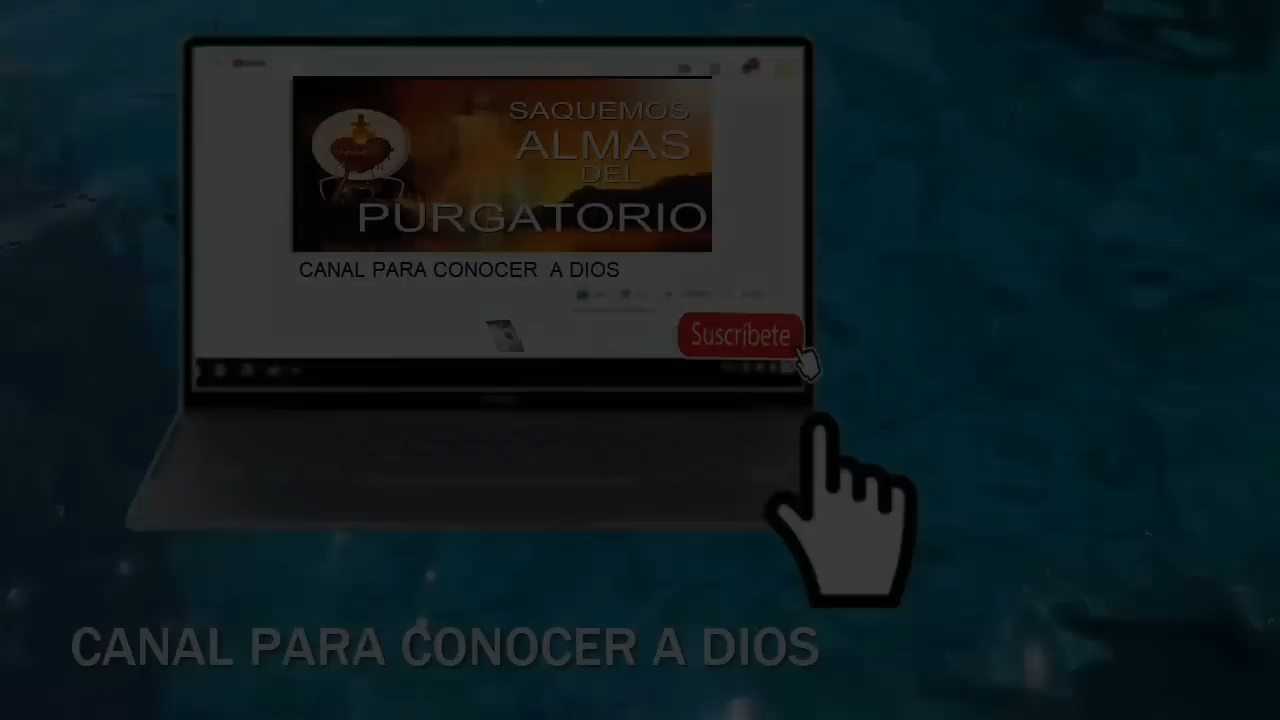 SAQUEMOS
ALMAS
DEL
PURGATORIO
CANAL PARA CONOCER A DIOS
Suscríbete
CANAL PARA CONOCER A DIOS